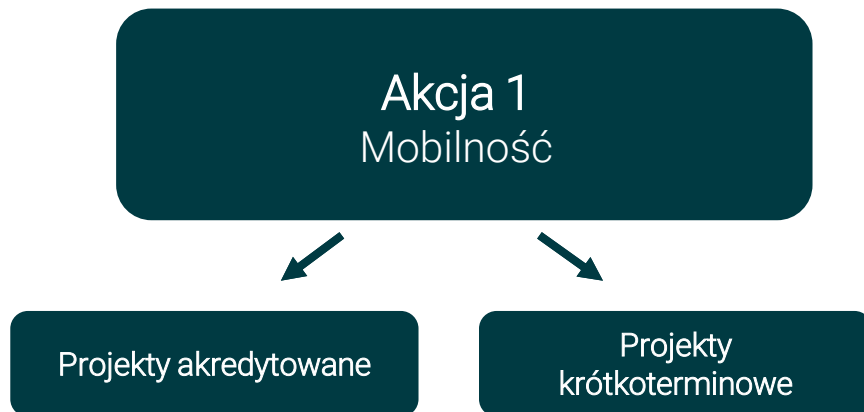 Akcja 1
Mobilność
Projekty akredytowane
Projekty
krótkoterminowe